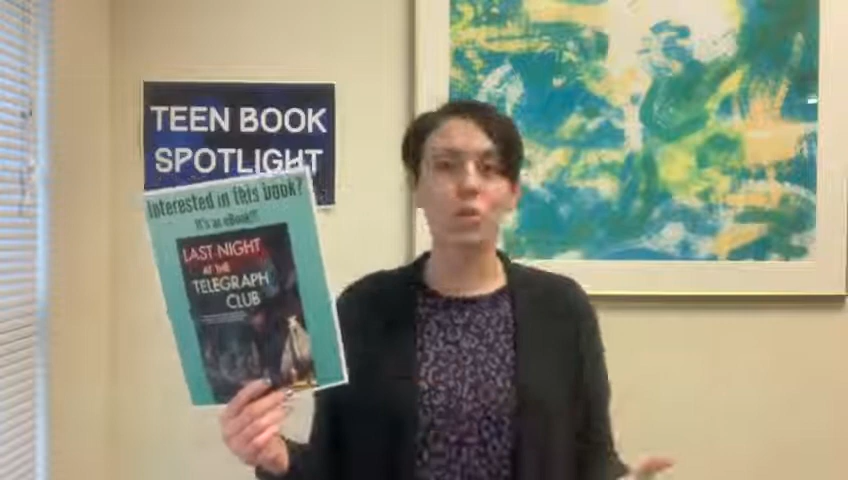 TEEN BOOK
SPOTLIGHT
Interested in this book?
It's an eBook!!!
LAST NIGHT
AT THE
TELEGRAPH
CLUB